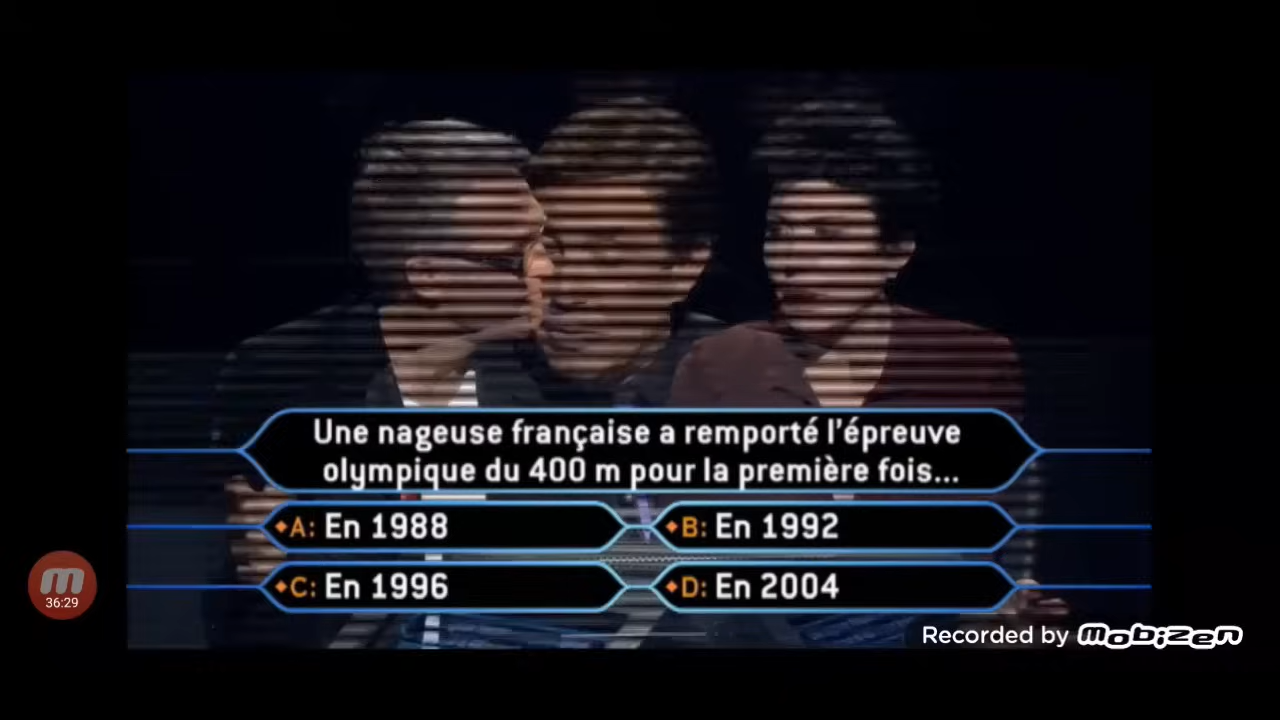 Une nageuse française a remporté l'épreuve
olympique du 400 m pour la première fois...
A: En 1988
B: En 1992
C: En 1996
D: En 2004
36:29
Recorded by mobizen